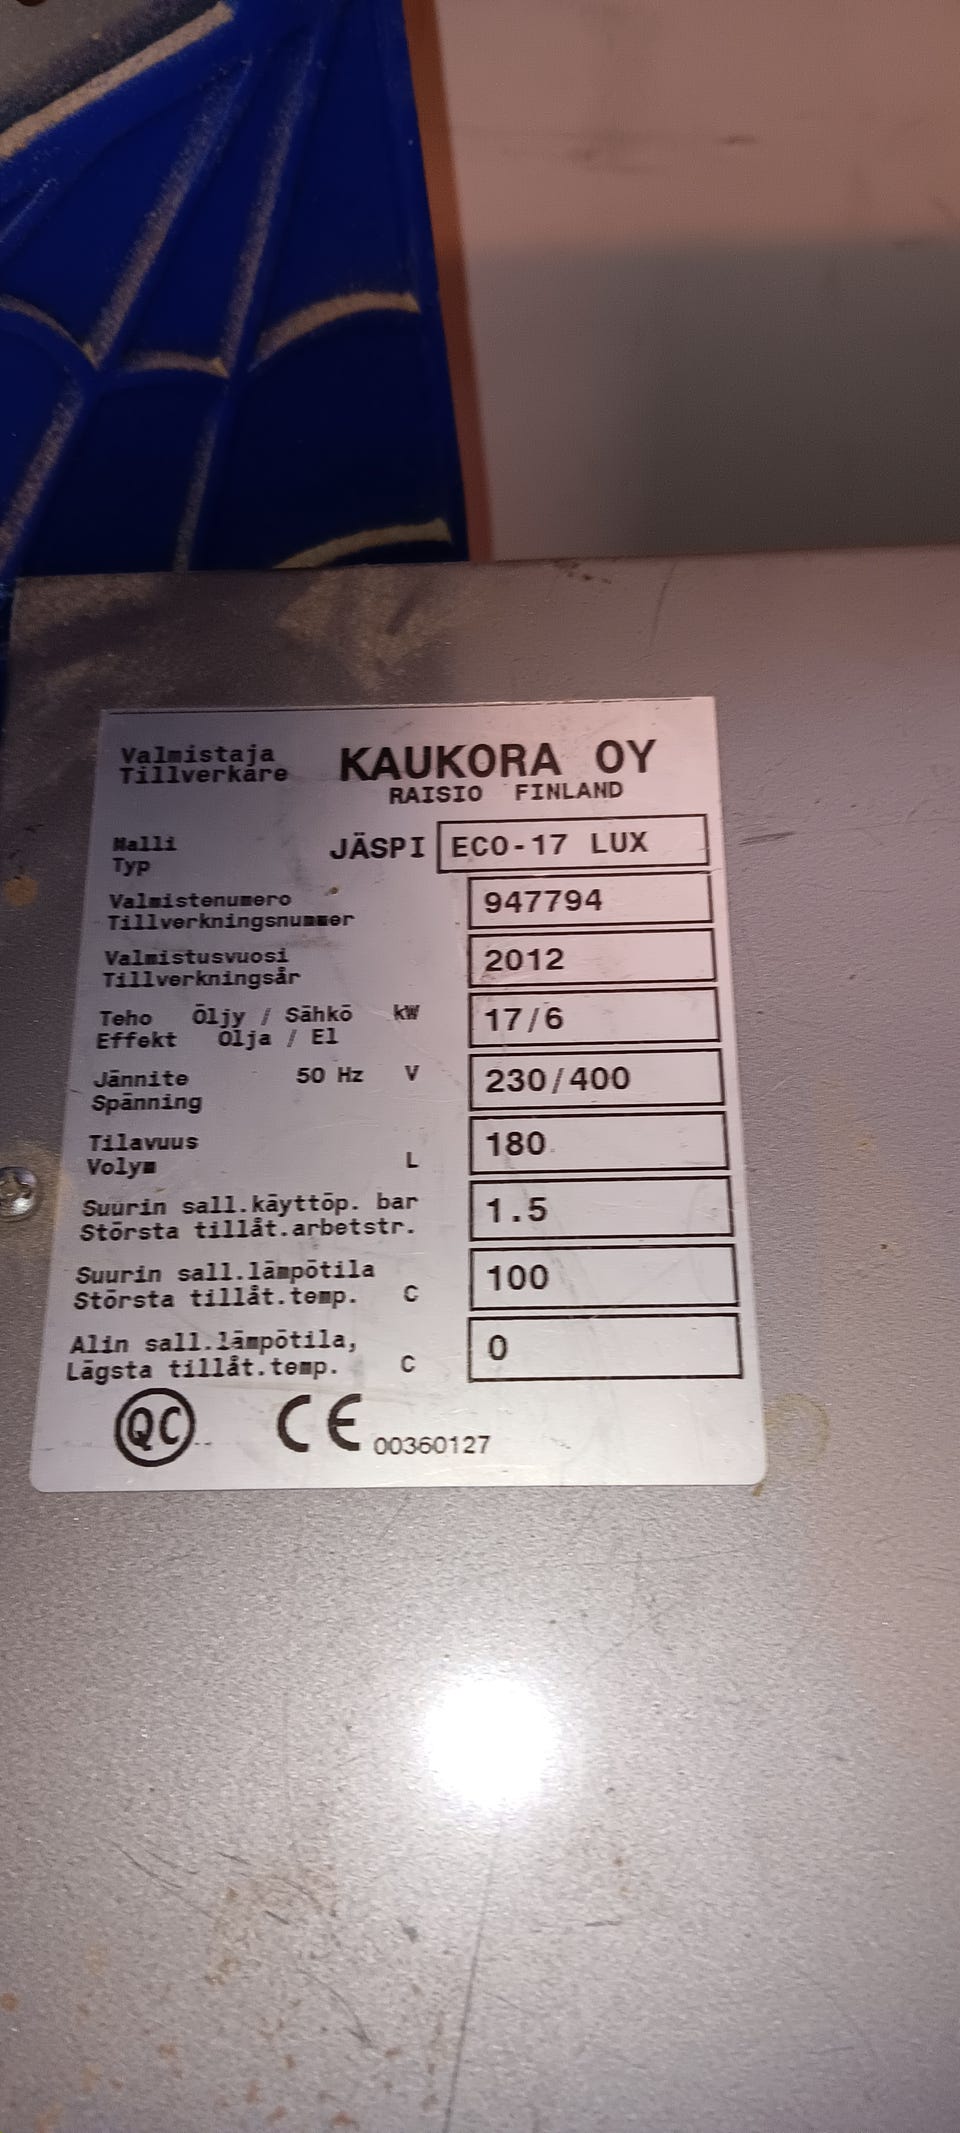 Valmistaja
Tillverkare
KAUKORA OY
RAISIO FINLAND
Malli
Typ
JÄSPI ECO-17 LUX
Valmistenumero
Tillverkningsnummer
947794
Valmistusvuosi
Tillverkningsår
2012
Teho Öljy / Sähkö kW
Effekt Olja / El
17/6
Jännite 50 Hz V
Spänning
230/400
Tilavuus
Volym L
180
Suurin sall.käyttöp. bar
Största tillåt.arbetstr.
1.5
Suurin sall.lämpötila
Största tillåt.temp. C
100
Alin sall.lämpötila,
Lägsta tillåt.temp. C
0
QC CE 00360127